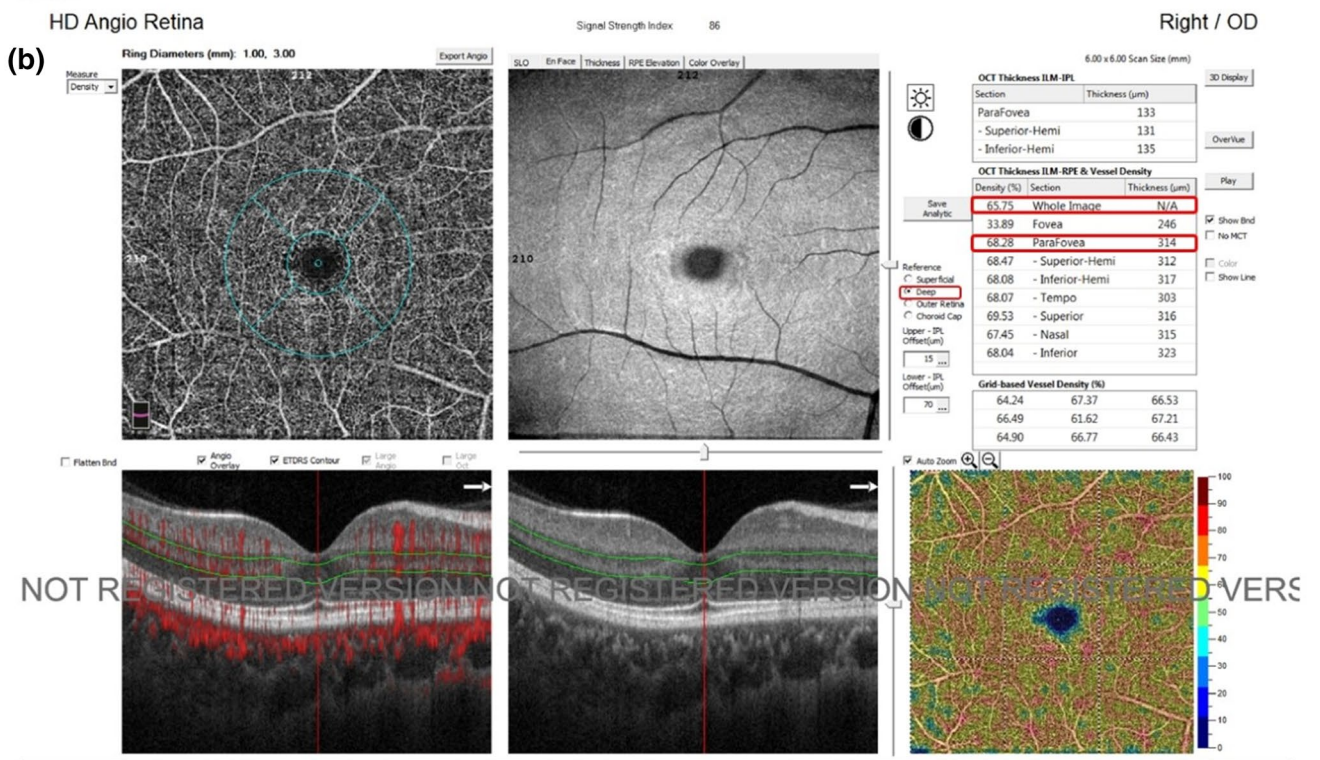 HD Angio Retina
Signal Strength Index 86
Right / OD
(b)
Ring Diameters (mm): 1.00, 3.00
Export Angio
Measure
Density
212
210
SLO En Face Thickness RPE Elevation Color Overlay
212
210
6.00 x 6.00 Scan Size (mm)
OCT Thickness ILM-IPL
Section Thickness (µm)
ParaFovea 133
- Superior-Hemi 131
- Inferior-Hemi 135
OCT Thickness ILM-RPE & Vessel Density
Density (%) Section Thickness (µm)
65.75 Whole Image N/A
33.89 Fovea 246
68.28 ParaFovea 314
68.47 - Superior-Hemi 312
68.08 - Inferior-Hemi 317
68.07 - Tempo 303
69.53 - Superior 316
67.45 - Nasal 315
68.04 - Inferior 323
Grid-based Vessel Density (%)
64.24 67.37 66.53
66.49 61.62 67.21
64.90 66.77 66.43
Save
Analytic
Reference
Superficial
Deep
Outer Retina
Choroid Cap
Upper - IPL
Offset(um)
15 ...
Lower - IPL
Offset(um)
70 ...
3D Display
OverVue
Play
Show Bnd
No MCT
Color
Show Line
Flatten Bnd
Angio
Overlay
ETDRS Contour
Large
Angio
Large
Oct
Auto Zoom
100
90
80
70
60
50
40
30
20
10
0
NOT REGISTERED VERSION NOT REGISTERED VERSION NOT REGISTERED VERS